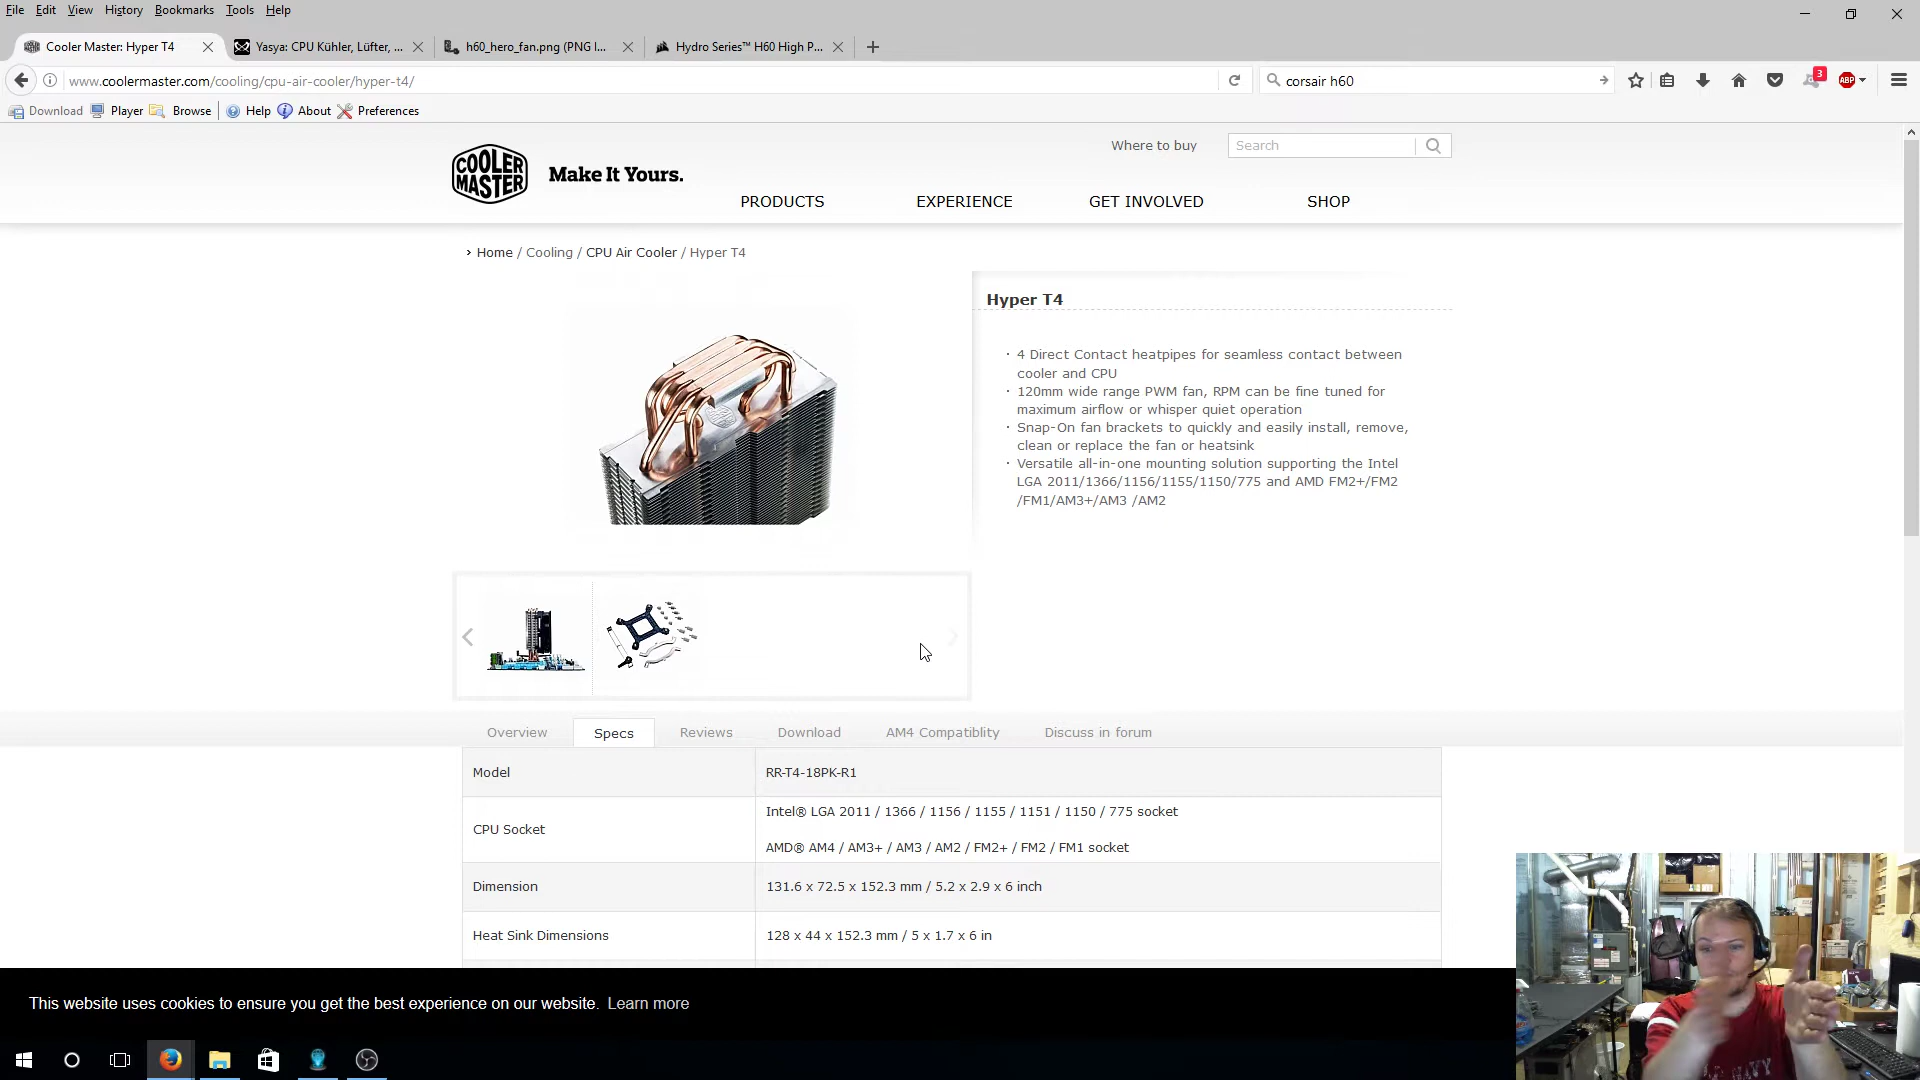 File Edit View History Bookmarks Tools Help
Cooler Master: Hyper T4
Yasya: CPU Kühler, Lüfter, ...
h60_hero_fan.png (PNG I...
Hydro Series™ H60 High P...
www.coolermaster.com/cooling/cpu-air-cooler/hyper-t4/
corsair h60
3
ABP
Download Player Browse Help About Preferences
COOLER MASTER
Make It Yours.
Where to buy
Search
PRODUCTS EXPERIENCE GET INVOLVED SHOP
Home / Cooling / CPU Air Cooler / Hyper T4
Hyper T4
· 4 Direct Contact heatpipes for seamless contact between
cooler and CPU
· 120mm wide range PWM fan, RPM can be fine tuned for
maximum airflow or whisper quiet operation
· Snap-On fan brackets to quickly and easily install, remove,
clean or replace the fan or heatsink
· Versatile all-in-one mounting solution supporting the Intel
LGA 2011/1366/1156/1155/1150/775 and AMD FM2+/FM2
/FM1/AM3+/AM3 /AM2
Overview Specs Reviews Download AM4 Compatiblity Discuss in forum
Model RR-T4-18PK-R1
CPU Socket
Intel® LGA 2011 / 1366 / 1156 / 1155 / 1151 / 1150 / 775 socket
AMD® AM4 / AM3+ / AM3 / AM2 / FM2+ / FM2 / FM1 socket
Dimension 131.6 x 72.5 x 152.3 mm / 5.2 x 2.9 x 6 inch
Heat Sink Dimensions 128 x 44 x 152.3 mm / 5 x 1.7 x 6 in
This website uses cookies to ensure you get the best experience on our website. Learn more